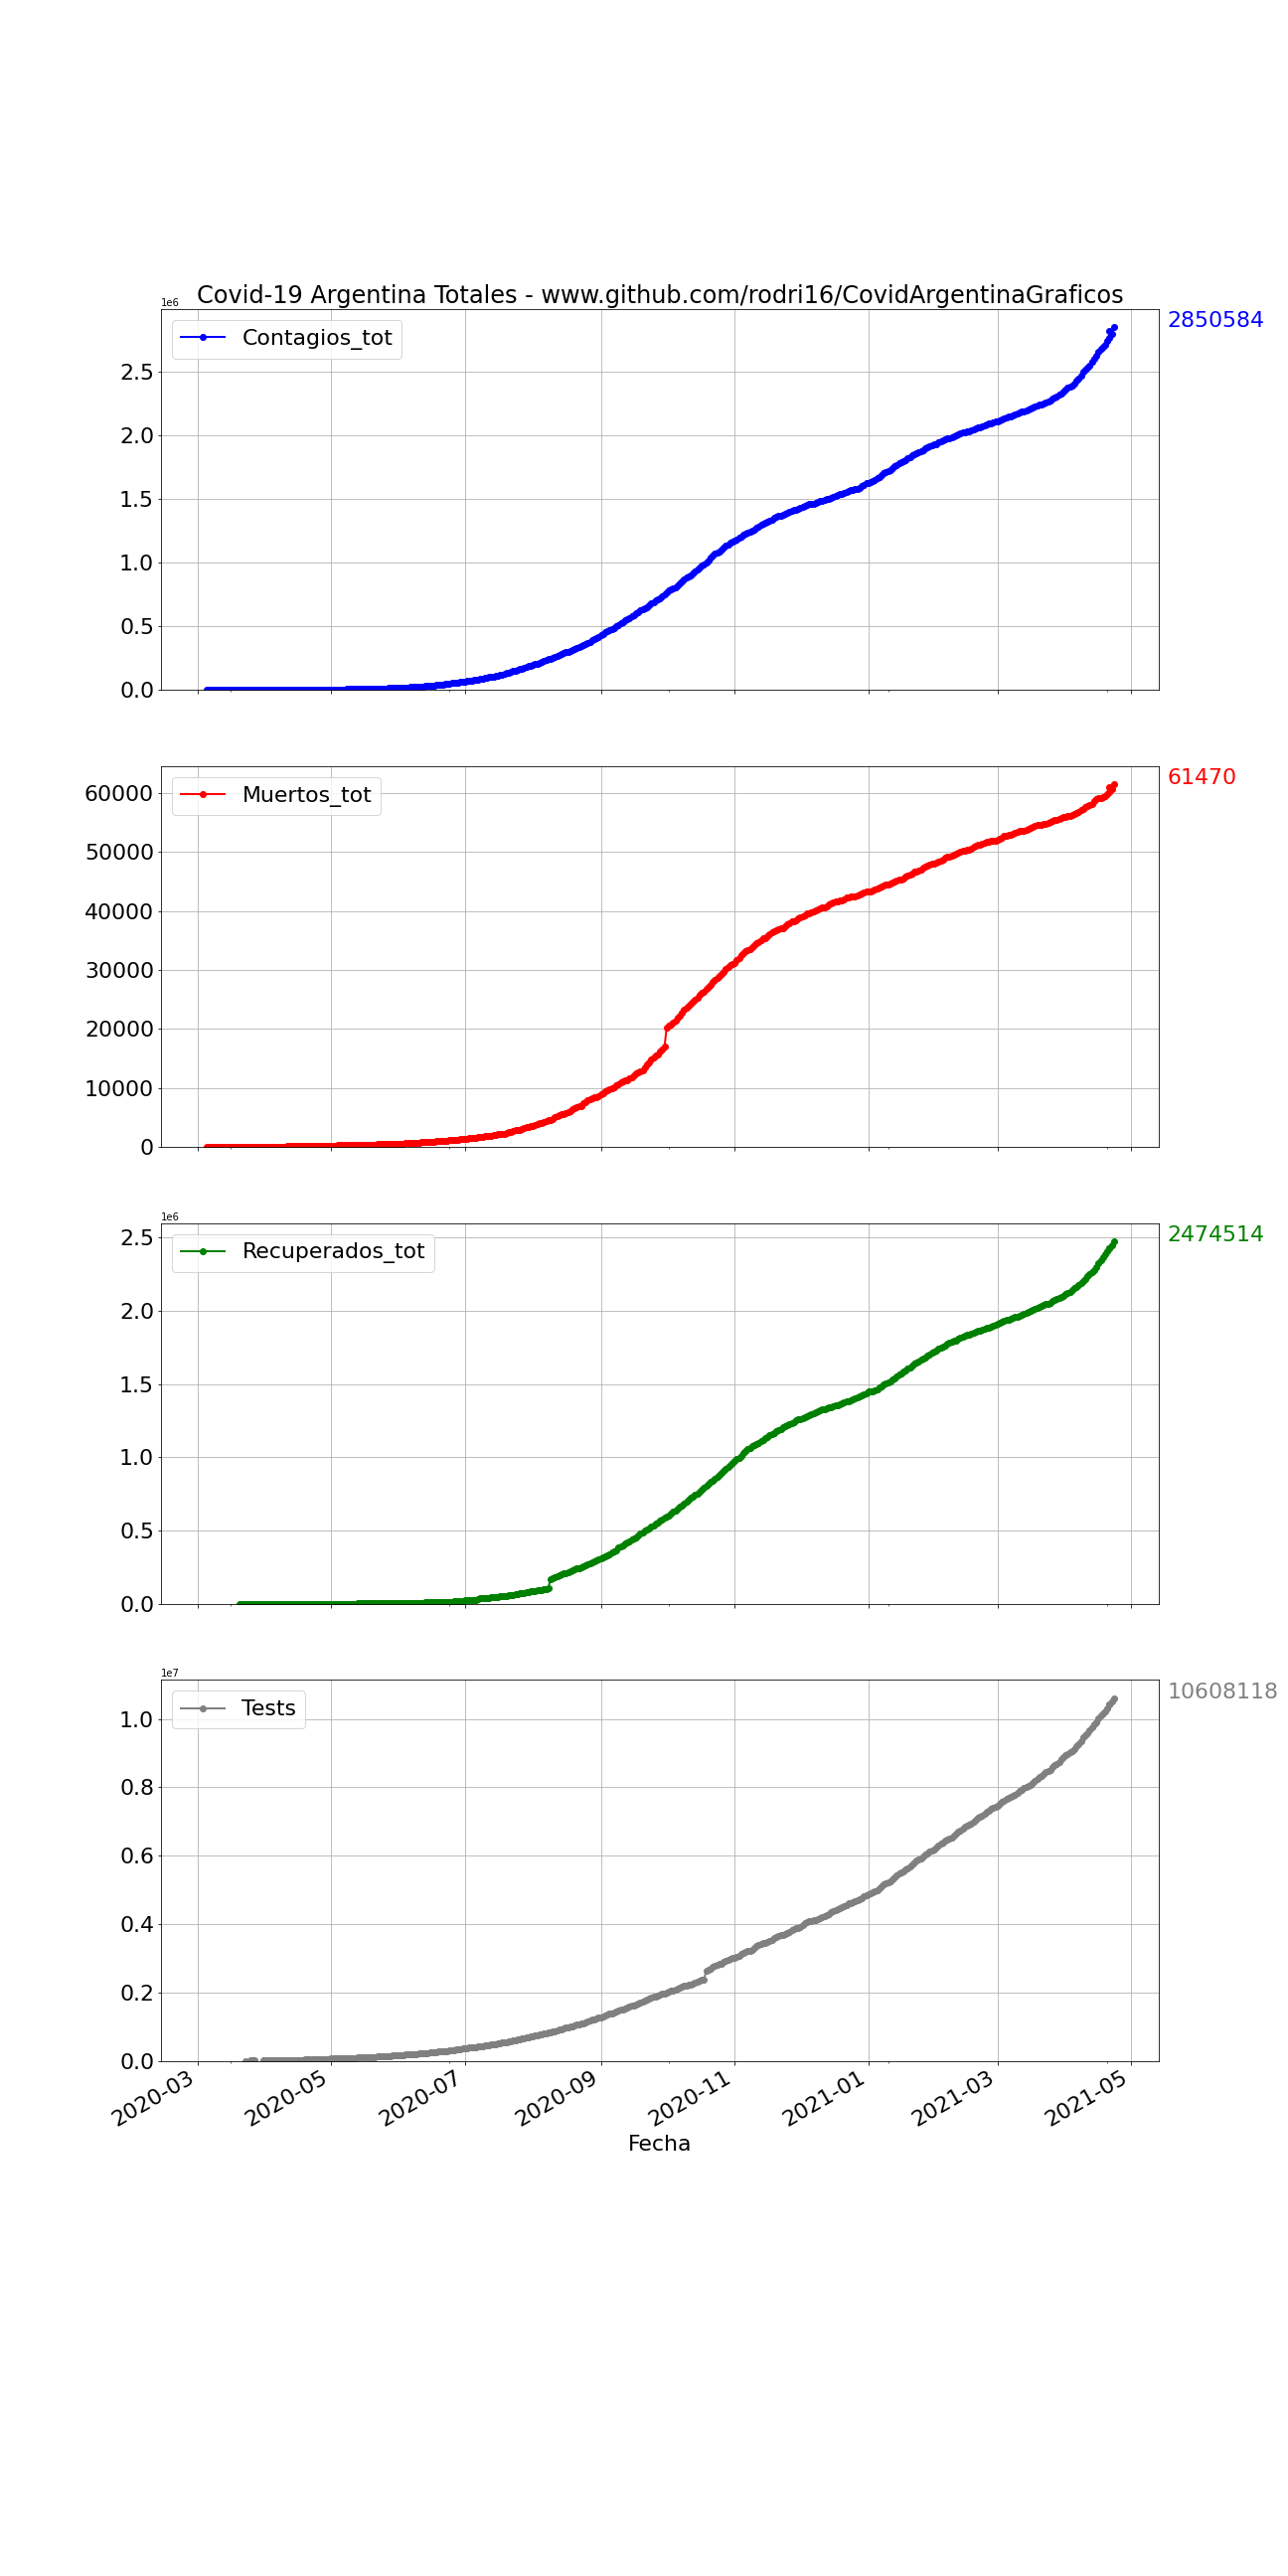 Covid-19 Argentina Totales - www.github.com/rodri16/CovidArgentinaGraficos
1e6
2850584
Contagios_tot
2.5
2.0
1.5
1.0
0.5
0.0
61470
Muertos_tot
60000
50000
40000
30000
20000
10000
0
1e6
2474514
Recuperados_tot
2.5
2.0
1.5
1.0
0.5
0.0
1e7
10608118
Tests
1.0
0.8
0.6
0.4
0.2
0.0
2020-03 2020-05 2020-07 2020-09 2020-11 2021-01 2021-03 2021-05
Fecha